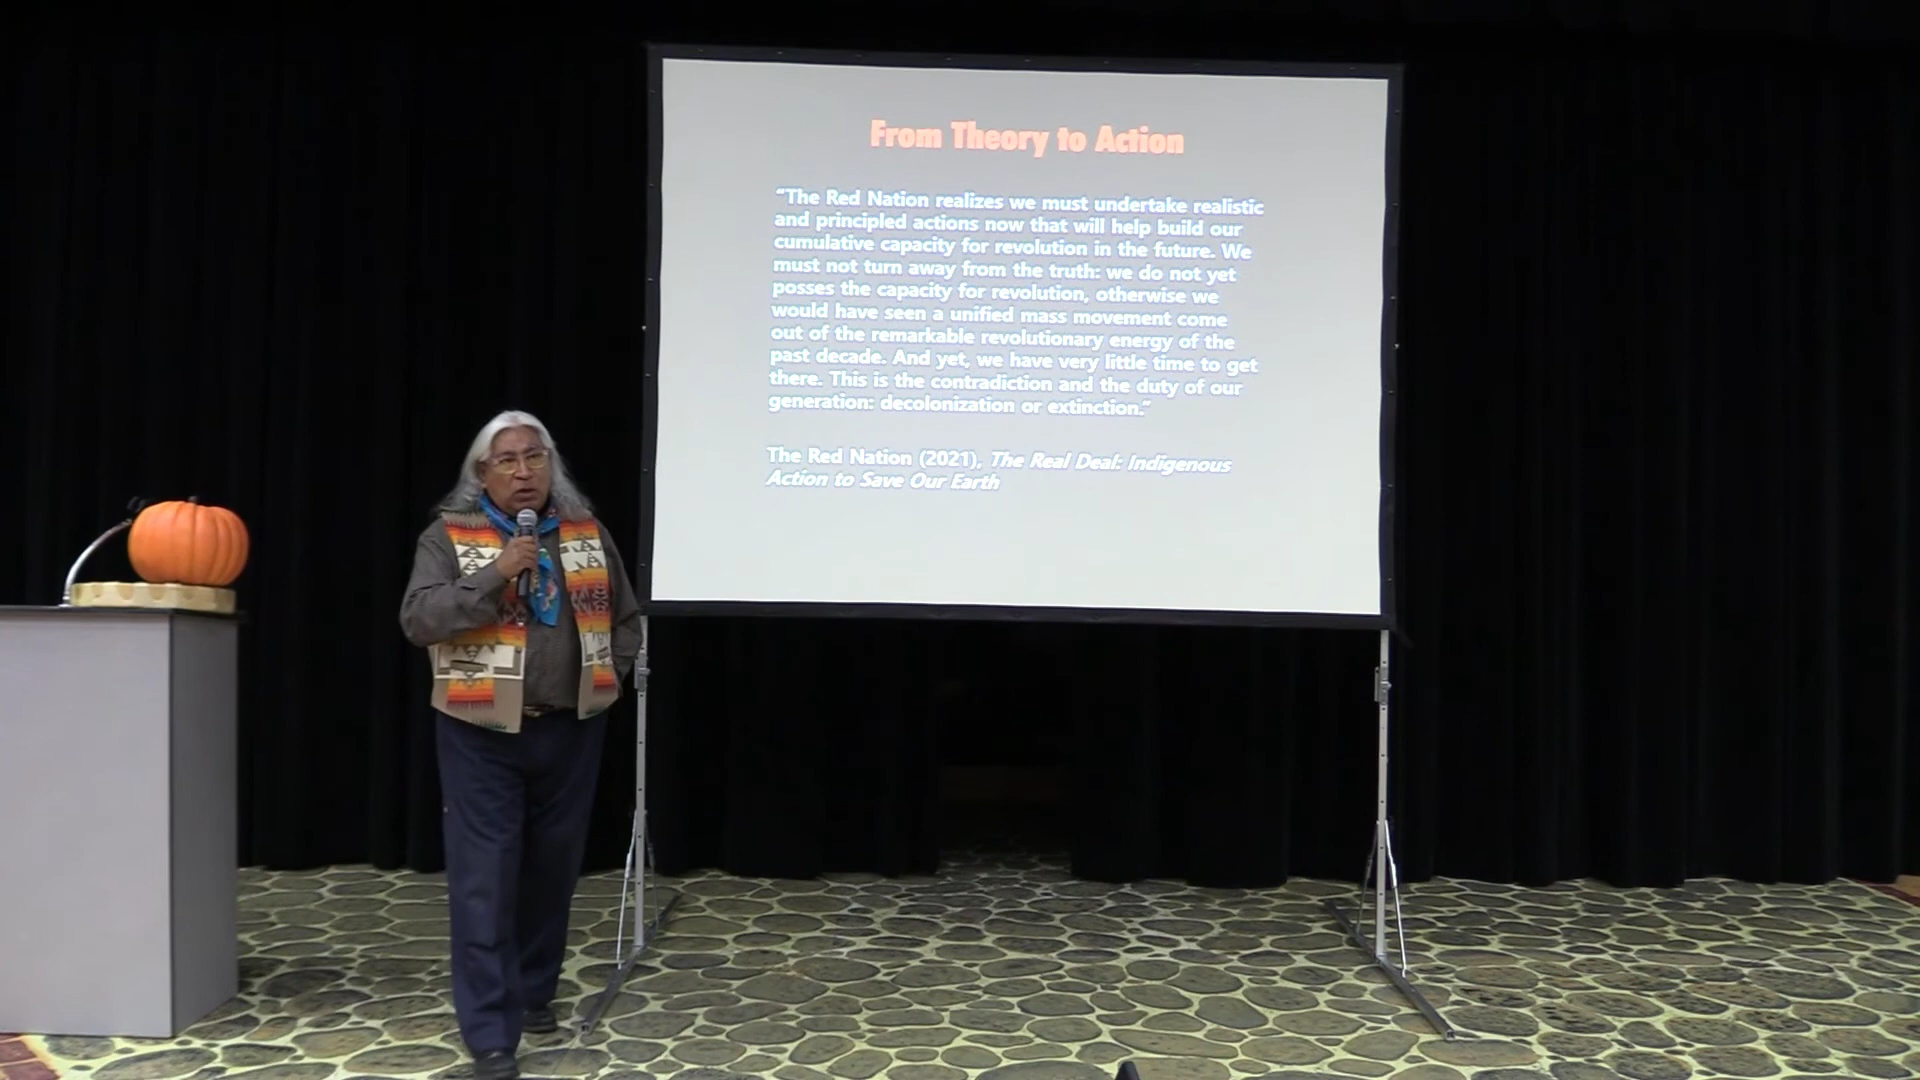 From Theory to Action
“The Red Nation realizes we must undertake realistic
and principled actions now that will help build our
cumulative capacity for revolution in the future. We
must not turn away from the truth: we do not yet
posses the capacity for revolution, otherwise we
would have seen a unified mass movement come
out of the remarkable revolutionary energy of the
past decade. And yet, we have very little time to get
there. This is the contradiction and the duty of our
generation: decolonization or extinction.”
The Red Nation (2021), The Real Deal: Indigenous
Action to Save Our Earth